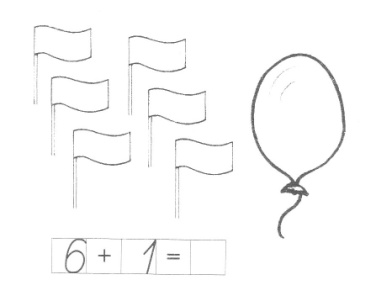 6 + 1 =